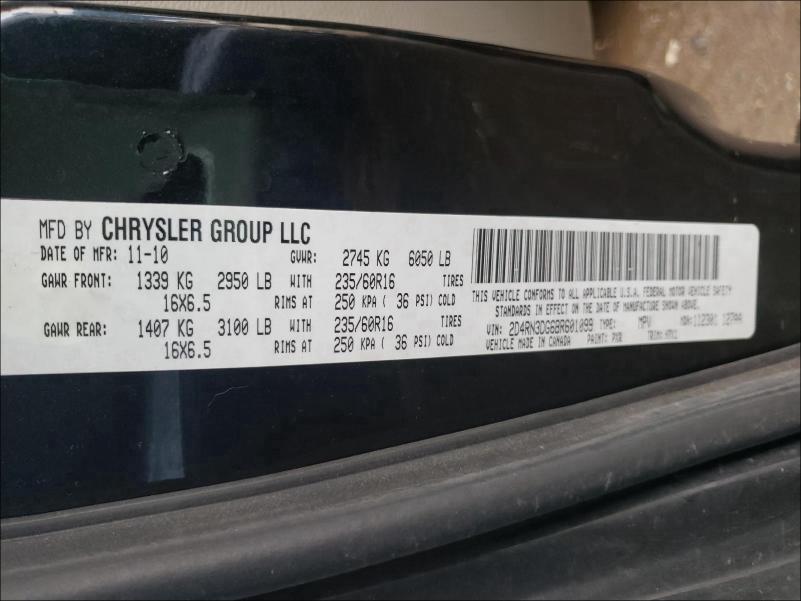 MFD BY CHRYSLER GROUP LLC
DATE OF MFR: 11-10 GVWR: 2745 KG 6050 LB
GAWR FRONT: 1339 KG 2950 LB WITH 235/60R16 TIRES
16X6.5 RIMS AT 250 KPA ( 36 PSI) COLD
GAWR REAR: 1407 KG 3100 LB WITH 235/60R16 TIRES
16X6.5 RIMS AT 250 KPA ( 36 PSI) COLD
THIS VEHICLE CONFORMS TO ALL APPLICABLE U.S.A. FEDERAL MOTOR VEHICLE SAFETY
STANDARDS IN EFFECT ON THE DATE OF MANUFACTURE SHOWN ABOVE.
VIN: 2D4RN3DG6BR601099 TYPE: MPV MDH:
VEHICLE MADE IN CANADA PAINT: TRIM: